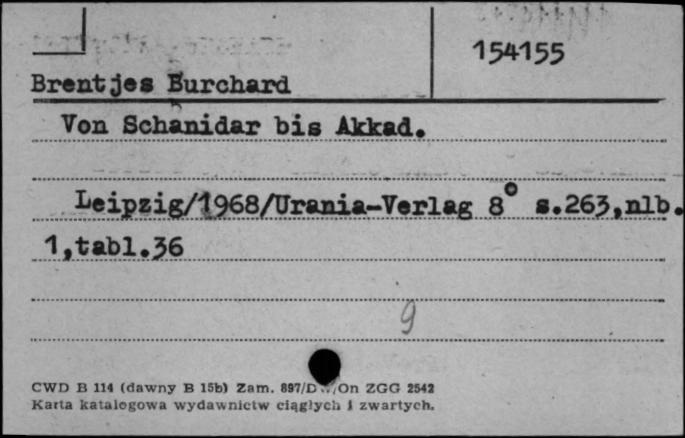 154155
Brentjes Burchard
Von Schanidar bis Akkad.
Leipzig/1968/Urania-Verlag 8° s.263,nlb.
1,tabl.36
9
CWD B 114 (dawny B 15b) Zam. 897/D /On ZGG 2542
Karta katalogowa wydawnictw ciągłych i zwartych.